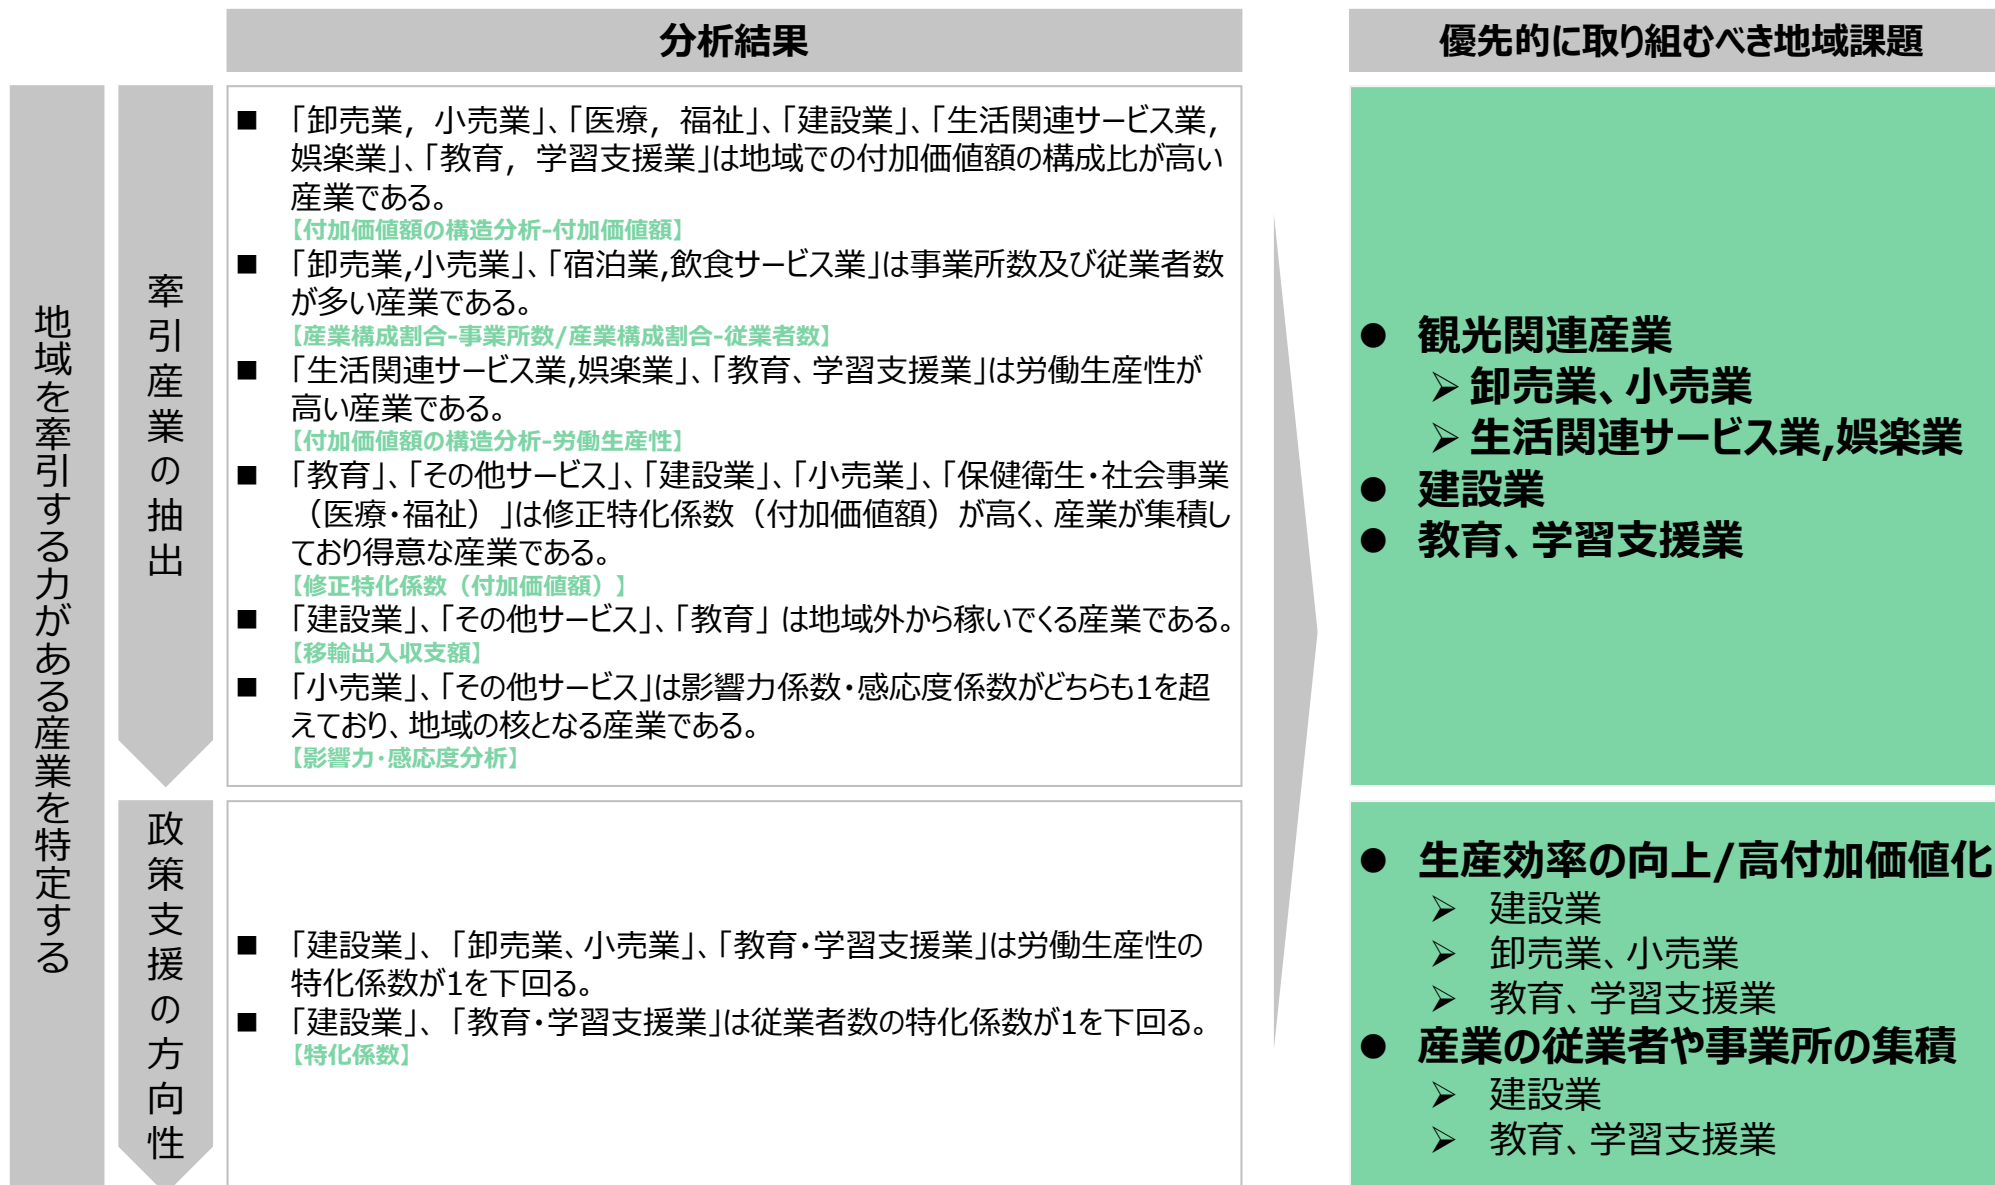 分析結果
優先的に取り組むべき地域課題
地域を牽引する力がある産業を特定する
牽引産業の抽出
■ 「卸売業，小売業」、「医療，福祉」、「建設業」、「生活関連サービス業，
娯楽業」、「教育，学習支援業」は地域での付加価値額の構成比が高い
産業である。
【付加価値額の構造分析-付加価値額】
■ 「卸売業,小売業」、「宿泊業,飲食サービス業」は事業所数及び従業者数
が多い産業である。
【産業構成割合-事業所数/産業構成割合-従業者数】
■ 「生活関連サービス業,娯楽業」、「教育、学習支援業」は労働生産性が
高い産業である。
【付加価値額の構造分析-労働生産性】
■ 「教育」、「その他サービス」、「建設業」、「小売業」、「保健衛生・社会事業
（医療・福祉）」は修正特化係数（付加価値額）が高く、産業が集積し
ており得意な産業である。
【修正特化係数（付加価値額）】
■ 「建設業」、「その他サービス」、「教育」 は地域外から稼いでくる産業である。
【移輸出入収支額】
■ 「小売業」、「その他サービス」は影響力係数・感応度係数がどちらも1を超
えており、地域の核となる産業である。
【影響力・感応度分析】
● 観光関連産業
➢ 卸売業、小売業
➢ 生活関連サービス業,娯楽業
● 建設業
● 教育、学習支援業
政策支援の方向性
■ 「建設業」、「卸売業、小売業」、「教育・学習支援業」は労働生産性の
特化係数が1を下回る。
■ 「建設業」、「教育・学習支援業」は従業者数の特化係数が1を下回る。
【特化係数】
● 生産効率の向上/高付加価値化
➢ 建設業
➢ 卸売業、小売業
➢ 教育、学習支援業
● 産業の従業者や事業所の集積
➢ 建設業
➢ 教育、学習支援業